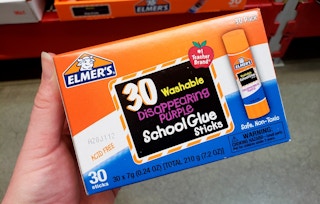 #1
Teacher
Brand*
ELMER'S
30 Washable
DISAPPEARING
PURPLE
School Glue
Sticks
ACID FREE
Safe, Non-Toxic
WARNING
30
sticks
30 x 7g (0.24 OZ) [TOTAL, 210 g (7.2 OZ)]